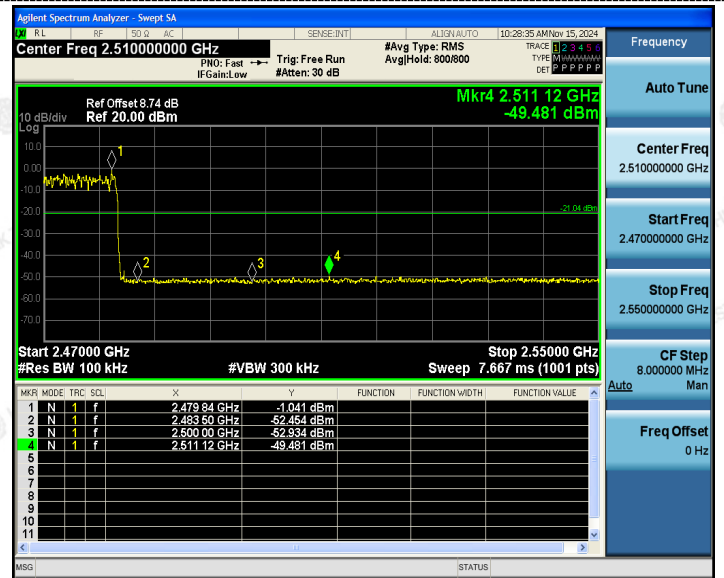 Agilent Spectrum Analyzer - Swept SA
RL RF 50 Ω AC SENSE:INT ALIGN AUTO 10:28:35 AM Nov 15, 2024
Center Freq 2.510000000 GHz
#Avg Type: RMS
TRACE 1 2 3 4 5 6
PNO: Fast
Trig: Free Run
Avg|Hold: 800/800
TYPE M
IFGain:Low
#Atten: 30 dB
DET P P P P P P
Ref Offset 8.74 dB
Mkr4 2.511 12 GHz
10 dB/div Ref 20.00 dBm
-49.481 dBm
Log
10.0
0.00
-10.0
-20.0
-30.0
-40.0
-50.0
-60.0
-70.0
1
2
3
4
-21.04 dBm
Start 2.47000 GHz Stop 2.55000 GHz
#Res BW 100 kHz #VBW 300 kHz Sweep 7.667 ms (1001 pts)
MKR MODE TRC SCL X Y FUNCTION FUNCTION WIDTH FUNCTION VALUE
1 N 1 f 2.479 84 GHz -1.041 dBm
2 N 1 f 2.483 50 GHz -52.454 dBm
3 N 1 f 2.500 00 GHz -52.934 dBm
4 N 1 f 2.511 12 GHz -49.481 dBm
5
6
7
8
9
10
11
MSG STATUS
Frequency
Auto Tune
Center Freq
2.510000000 GHz
Start Freq
2.470000000 GHz
Stop Freq
2.550000000 GHz
CF Step
8.000000 MHz
Auto Man
Freq Offset
0 Hz